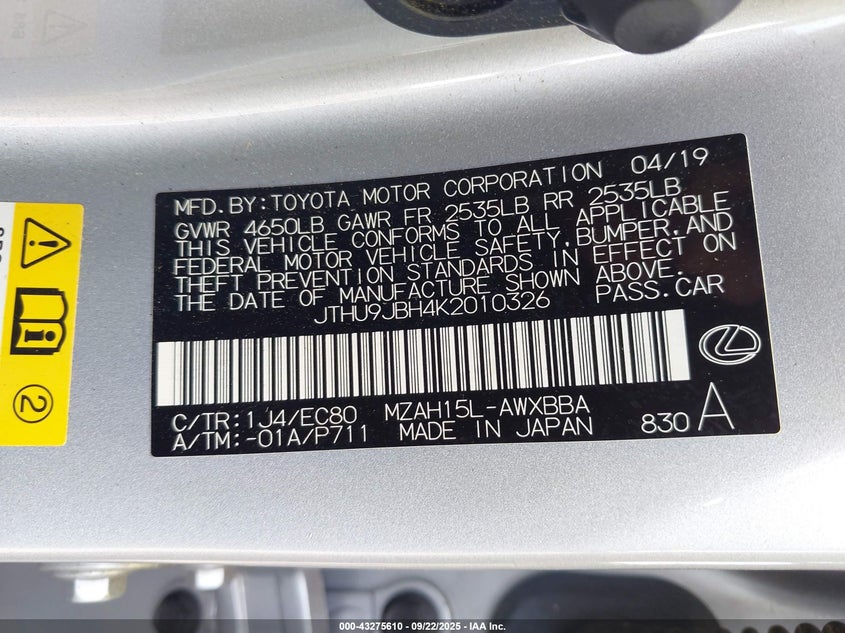 MFD. BY: TOYOTA MOTOR CORPORATION 04/19
GVWR 4650LB GAWR FR 2535LB RR 2535LB
THIS VEHICLE CONFORMS TO ALL APPLICABLE
FEDERAL MOTOR VEHICLE SAFETY, BUMPER, AND
THEFT PREVENTION STANDARDS IN EFFECT ON
THE DATE OF MANUFACTURE SHOWN ABOVE.
JTHU9JBH4K2010326 PASS. CAR
C/TR: 1J4/EC80 MZAH15L-AWXBBA
A/TM: -01A/P711 MADE IN JAPAN 830 A
2
000-43275610 - 09/22/2025 - IAA Inc.